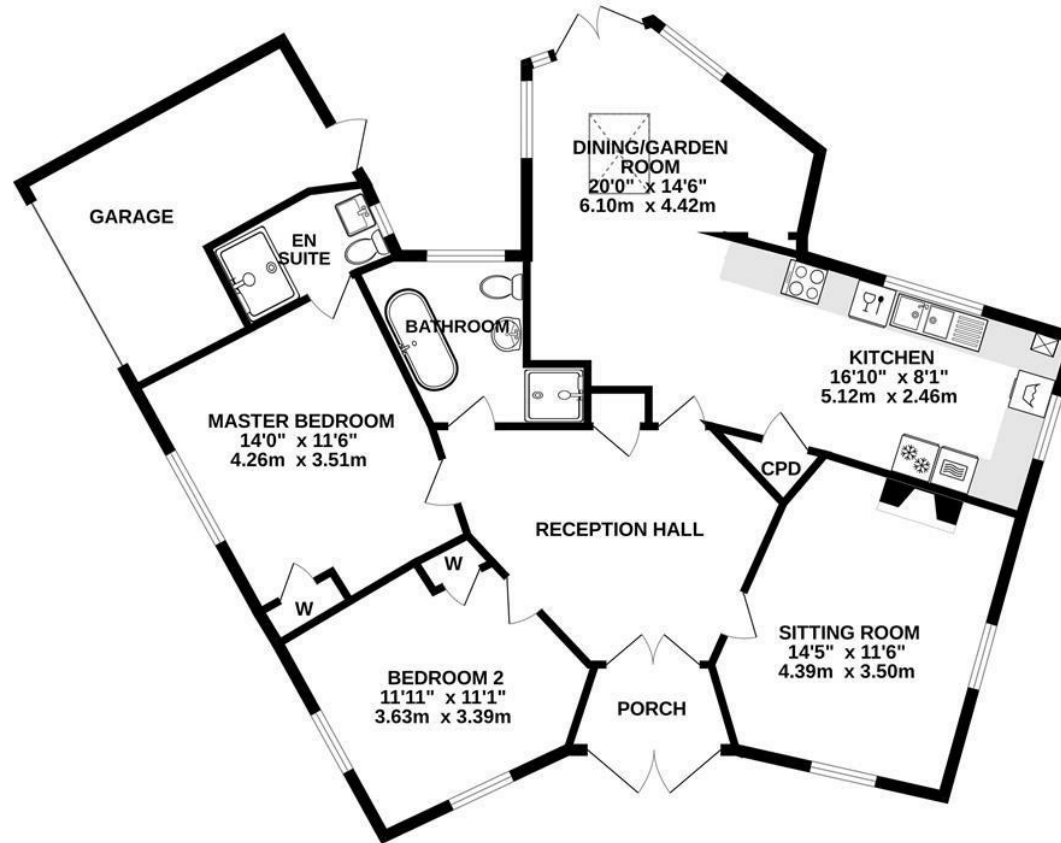 DINING/GARDEN
ROOM
20'0" x 14'6"
6.10m x 4.42m
GARAGE
EN
SUITE
BATHROOM
KITCHEN
16'10" x 8'1"
5.12m x 2.46m
MASTER BEDROOM
14'0" x 11'6"
4.26m x 3.51m
CPD
RECEPTION HALL
W
W
SITTING ROOM
14'5" x 11'6"
4.39m x 3.50m
BEDROOM 2
11'11" x 11'1"
3.63m x 3.39m
PORCH